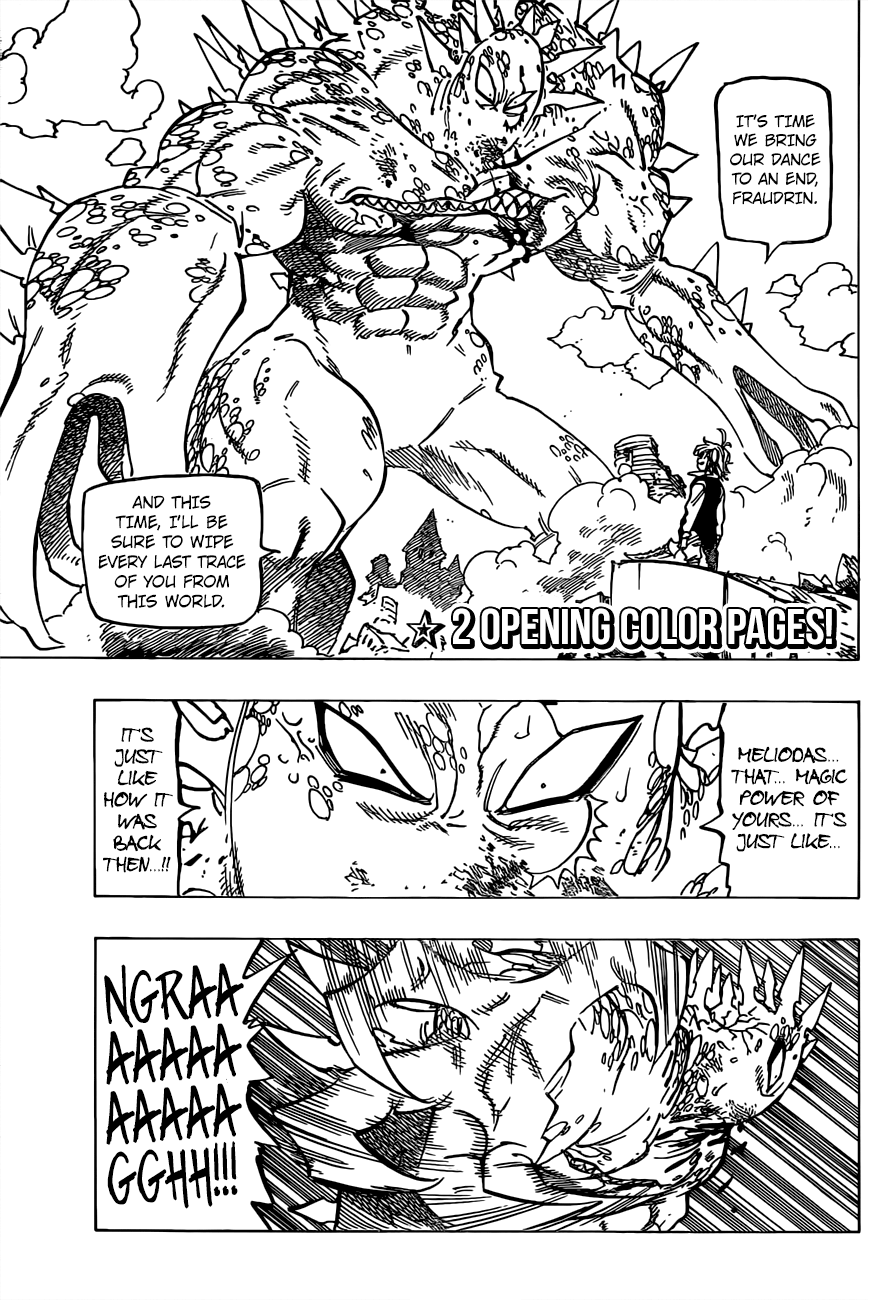 IT'S TIME
WE BRING
OUR DANCE
TO AN END,
FRAUDRIN.
AND THIS
TIME, I'LL BE
SURE TO WIPE
EVERY LAST TRACE
OF YOU FROM
THIS WORLD.
☆ 2 OPENING COLOR PAGES!
MELIODAS...
THAT... MAGIC
POWER OF
YOURS... IT'S
JUST LIKE...
IT'S
JUST
LIKE
HOW IT
WAS
BACK
THEN...!!
NGRAA
AAAAA
AAAAA
GGHH!!!